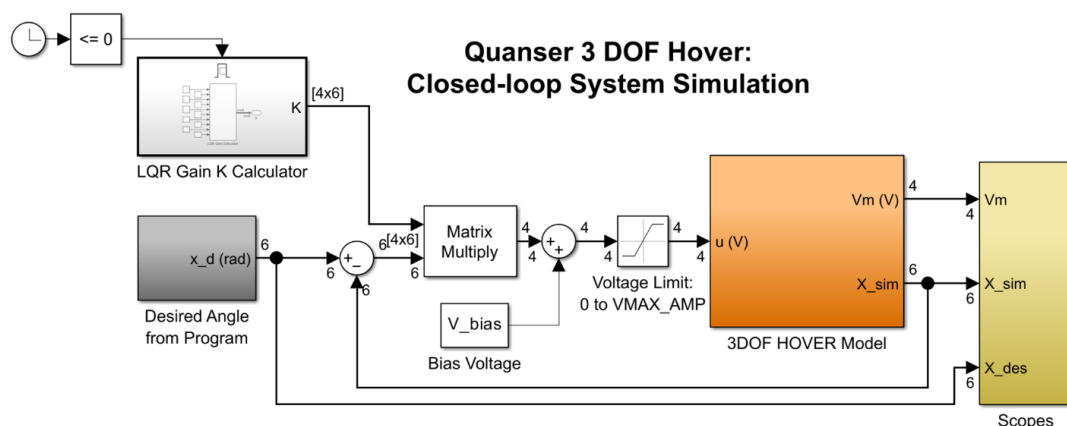 <= 0
Quanser 3 DOF Hover:
Closed-loop System Simulation
[4x6]
K
LQR Gain K Calculator
4
Vm (V)
4
Vm
x_d (rad)
6
6
+
−
6
6
[4x6]
6
Matrix
Multiply
4
4
+
+
4
4
4
4
u (V)
X_sim
6
6
X_sim
Desired Angle
from Program
V_bias
Bias Voltage
Voltage Limit:
0 to VMAX_AMP
3DOF HOVER Model
X_des
6
Scopes